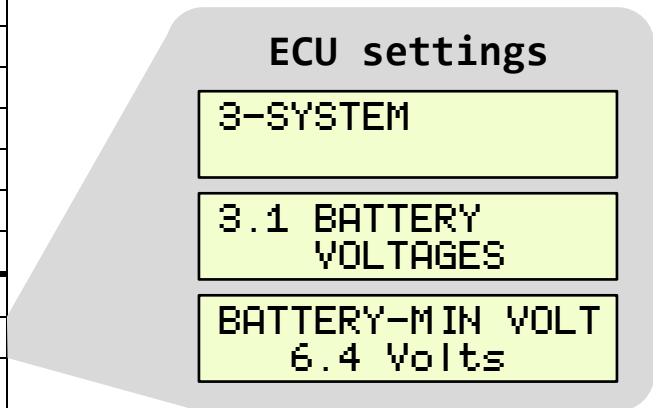 ECU settings
3-SYSTEM
3.1 BATTERY
VOLTAGES
BATTERY-MIN VOLT
6.4 Volts